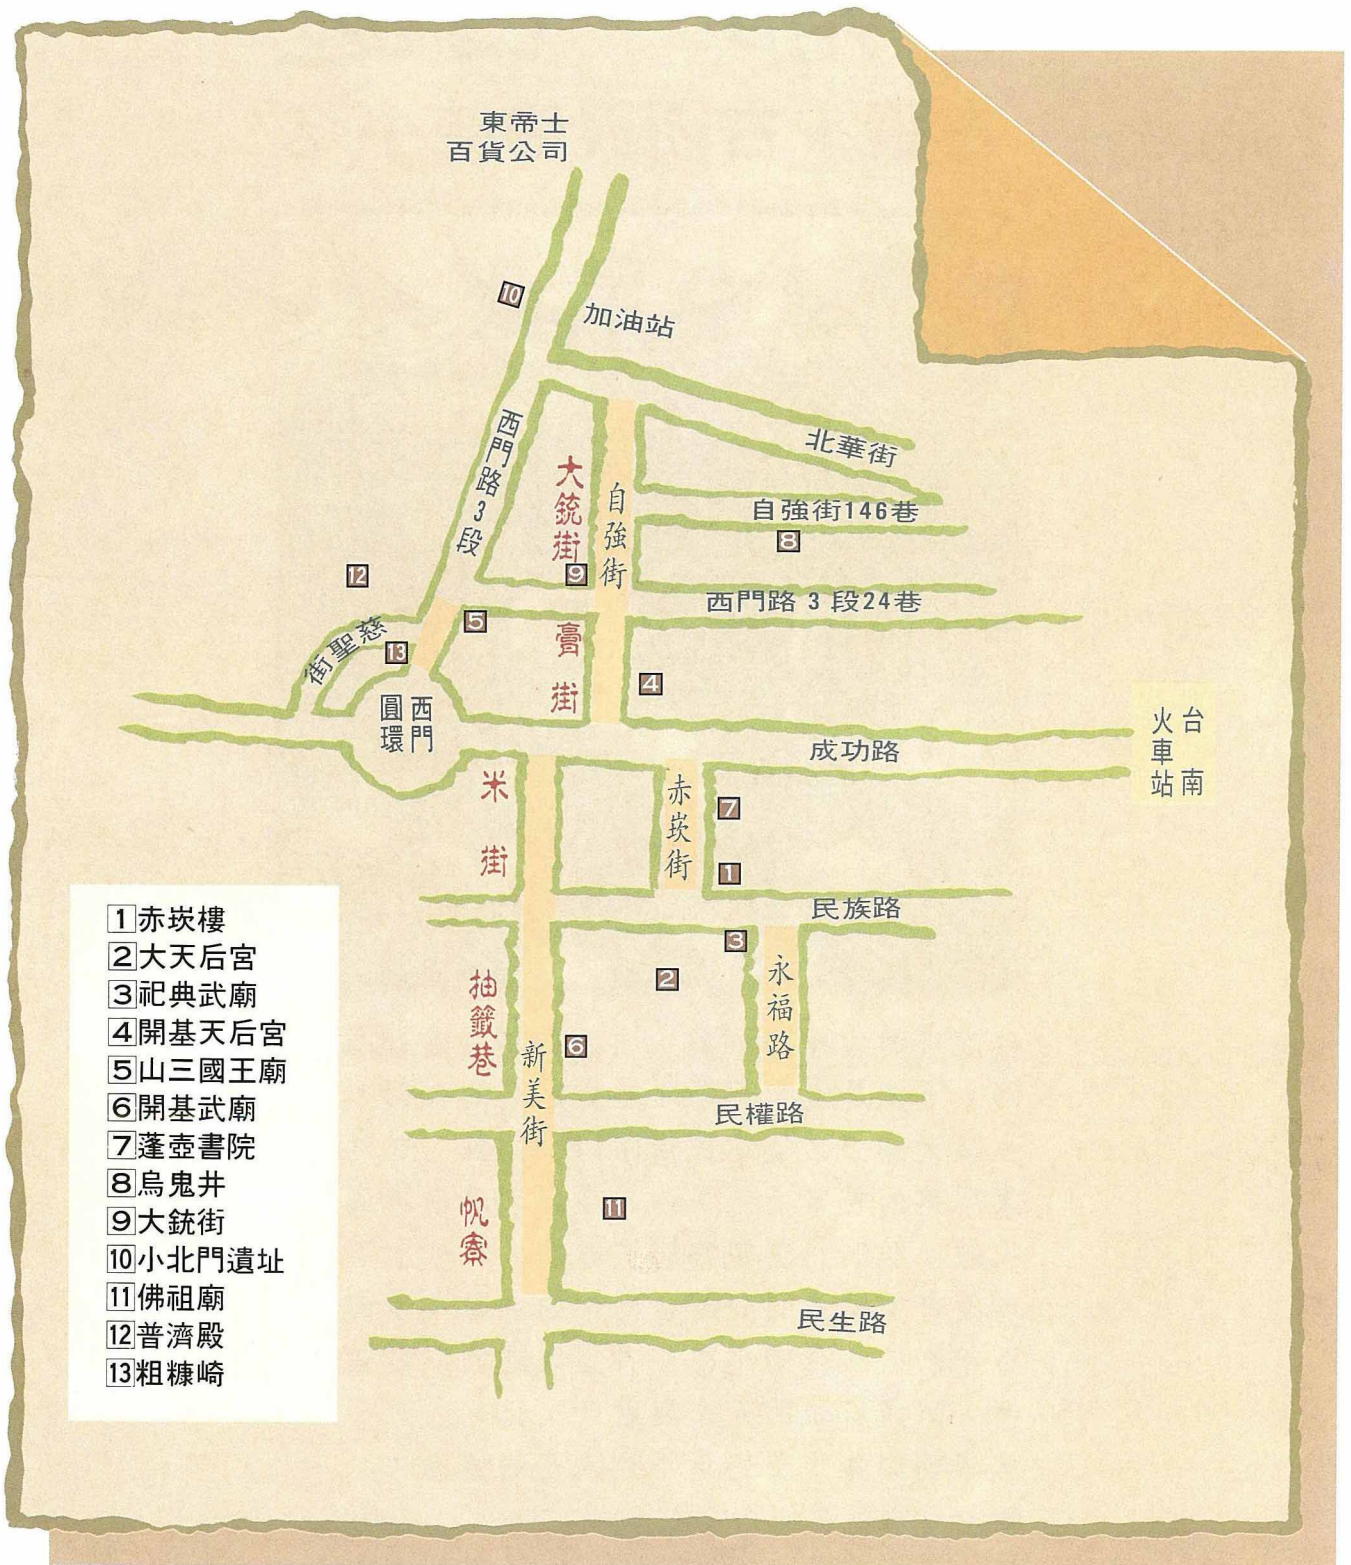 東帝士
百貨公司
10
加油站
西門路3段
大銃街
自強街
北華街
自強街146巷
8
9
12
西門路3段24巷
5
膏街
街聖慈
13
4
西門
圓環
台南
火車站
成功路
米街
赤崁街
7
1
民族路
3
2
永福路
抽籤巷
新美街
6
民權路
帆寮
11
民生路
1赤崁樓
2大天后宮
3祀典武廟
4開基天后宮
5山三國王廟
6開基武廟
7蓬壺書院
8烏鬼井
9大銃街
10小北門遺址
11佛祖廟
12普濟殿
13粗糠崎